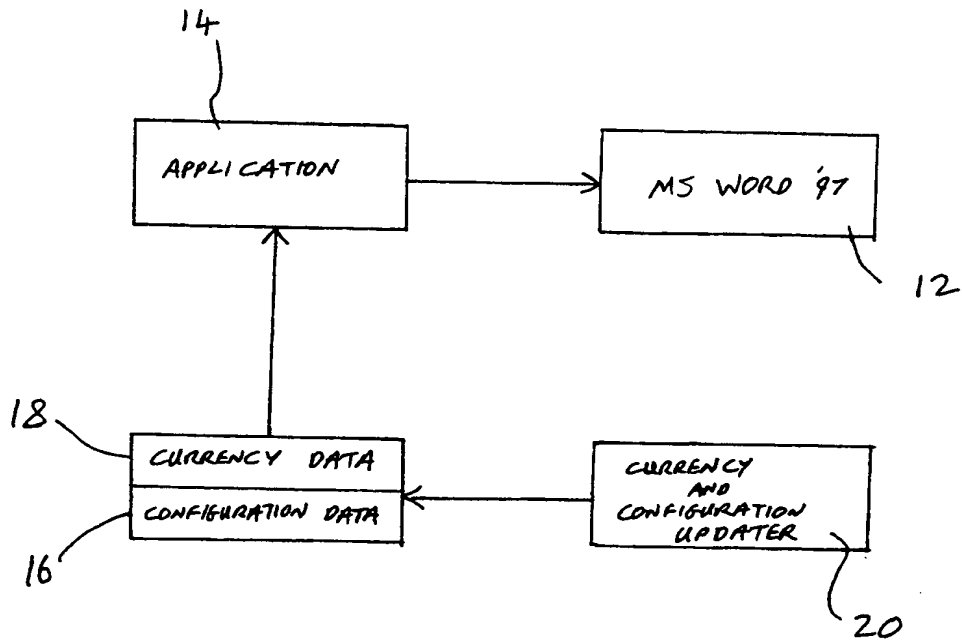 14
APPLICATION
MS WORD '97
12
18
CURRENCY DATA
CONFIGURATION DATA
16
CURRENCY
AND
CONFIGURATION
UPDATER
20